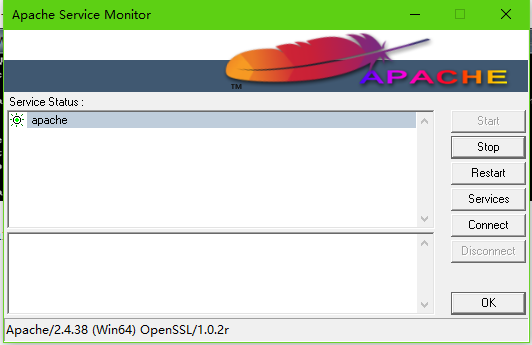 Apache Service Monitor
TM
APACHE
Service Status :
apache
Start
Stop
Restart
Services
Connect
Disconnect
OK
Apache/2.4.38 (Win64) OpenSSL/1.0.2r